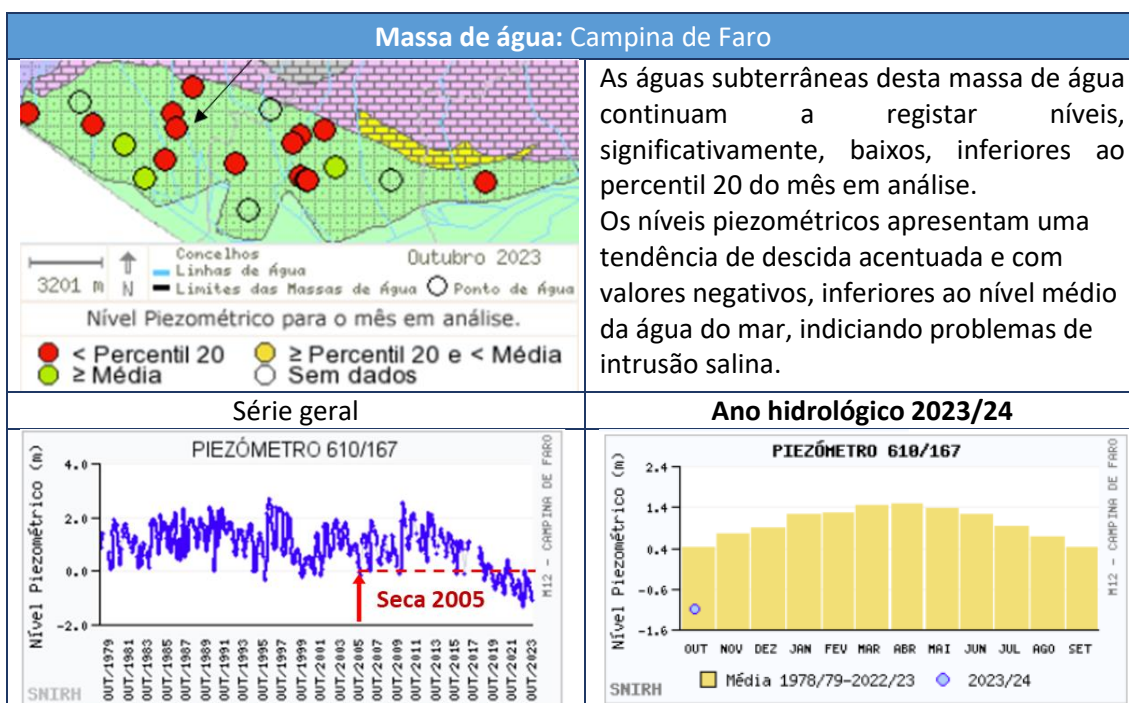 Massa de água: Campina de Faro
Outubro 2023
Concelhos
Linhas de Água
Limites das Massas de Água
Ponto de Água
3201 m
N
Nível Piezométrico para o mês em análise.
< Percentil 20
≥ Percentil 20 e < Média
≥ Média
Sem dados
As águas subterrâneas desta massa de água
continuam a registar níveis,
significativamente, baixos, inferiores ao
percentil 20 do mês em análise.
Os níveis piezométricos apresentam uma
tendência de descida acentuada e com
valores negativos, inferiores ao nível médio
da água do mar, indiciando problemas de
intrusão salina.
Série geral
Ano hidrológico 2023/24
PIEZÓMETRO 610/167
Nível Piezométrico (m)
4.0
2.0
0.0
-2.0
Seca 2005
OUT/1979
OUT/1981
OUT/1983
OUT/1985
OUT/1987
OUT/1989
OUT/1991
OUT/1993
OUT/1995
OUT/1997
OUT/1999
OUT/2001
OUT/2003
OUT/2005
OUT/2007
OUT/2009
OUT/2011
OUT/2013
OUT/2015
OUT/2017
OUT/2019
OUT/2021
OUT/2023
M12 - CAMPINA DE FARO
SNIRH
PIEZÓMETRO 610/167
Nível Piezométrico (m)
2.4
1.4
0.4
-0.6
-1.6
OUT NOV DEZ JAN FEV MAR ABR MAI JUN JUL AGO SET
Média 1978/79-2022/23
2023/24
M12 - CAMPINA DE FARO
SNIRH